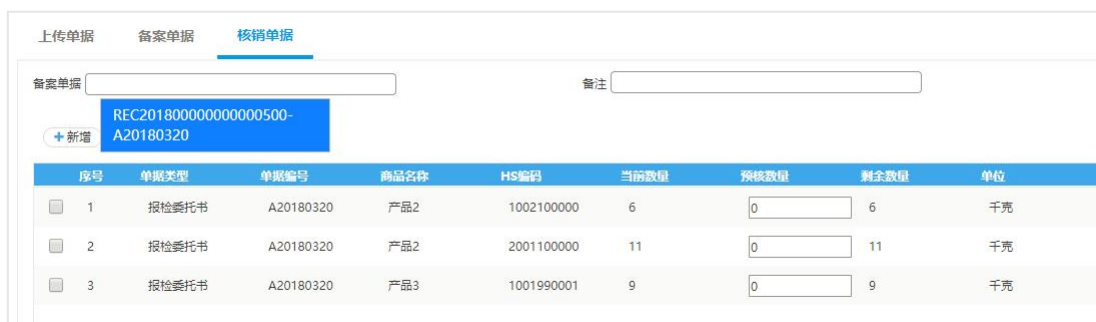 上传单据 备案单据 核销单据
备案单据 备注
REC201800000000000500-
A20180320
+新增
序号 单据类型 单据编号 商品名称 HS编码 当前数量 预核数量 剩余数量 单位
1 报检委托书 A20180320 产品2 1002100000 6 0 6 千克
2 报检委托书 A20180320 产品2 2001100000 11 0 11 千克
3 报检委托书 A20180320 产品3 1001990001 9 0 9 千克